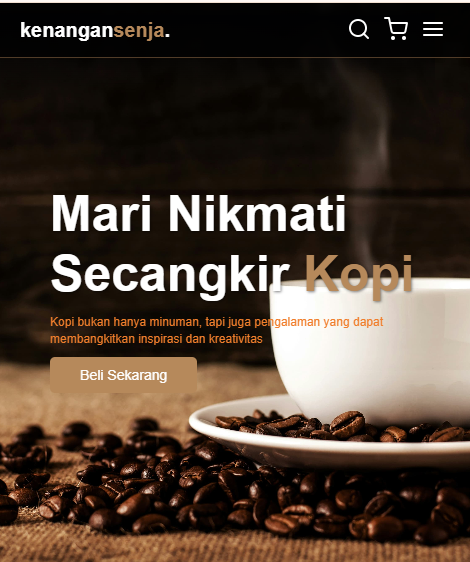 kenangansenja.
Mari Nikmati
Secangkir Kopi
Kopi bukan hanya minuman, tapi juga pengalaman yang dapat
membangkitkan inspirasi dan kreativitas
Beli Sekarang